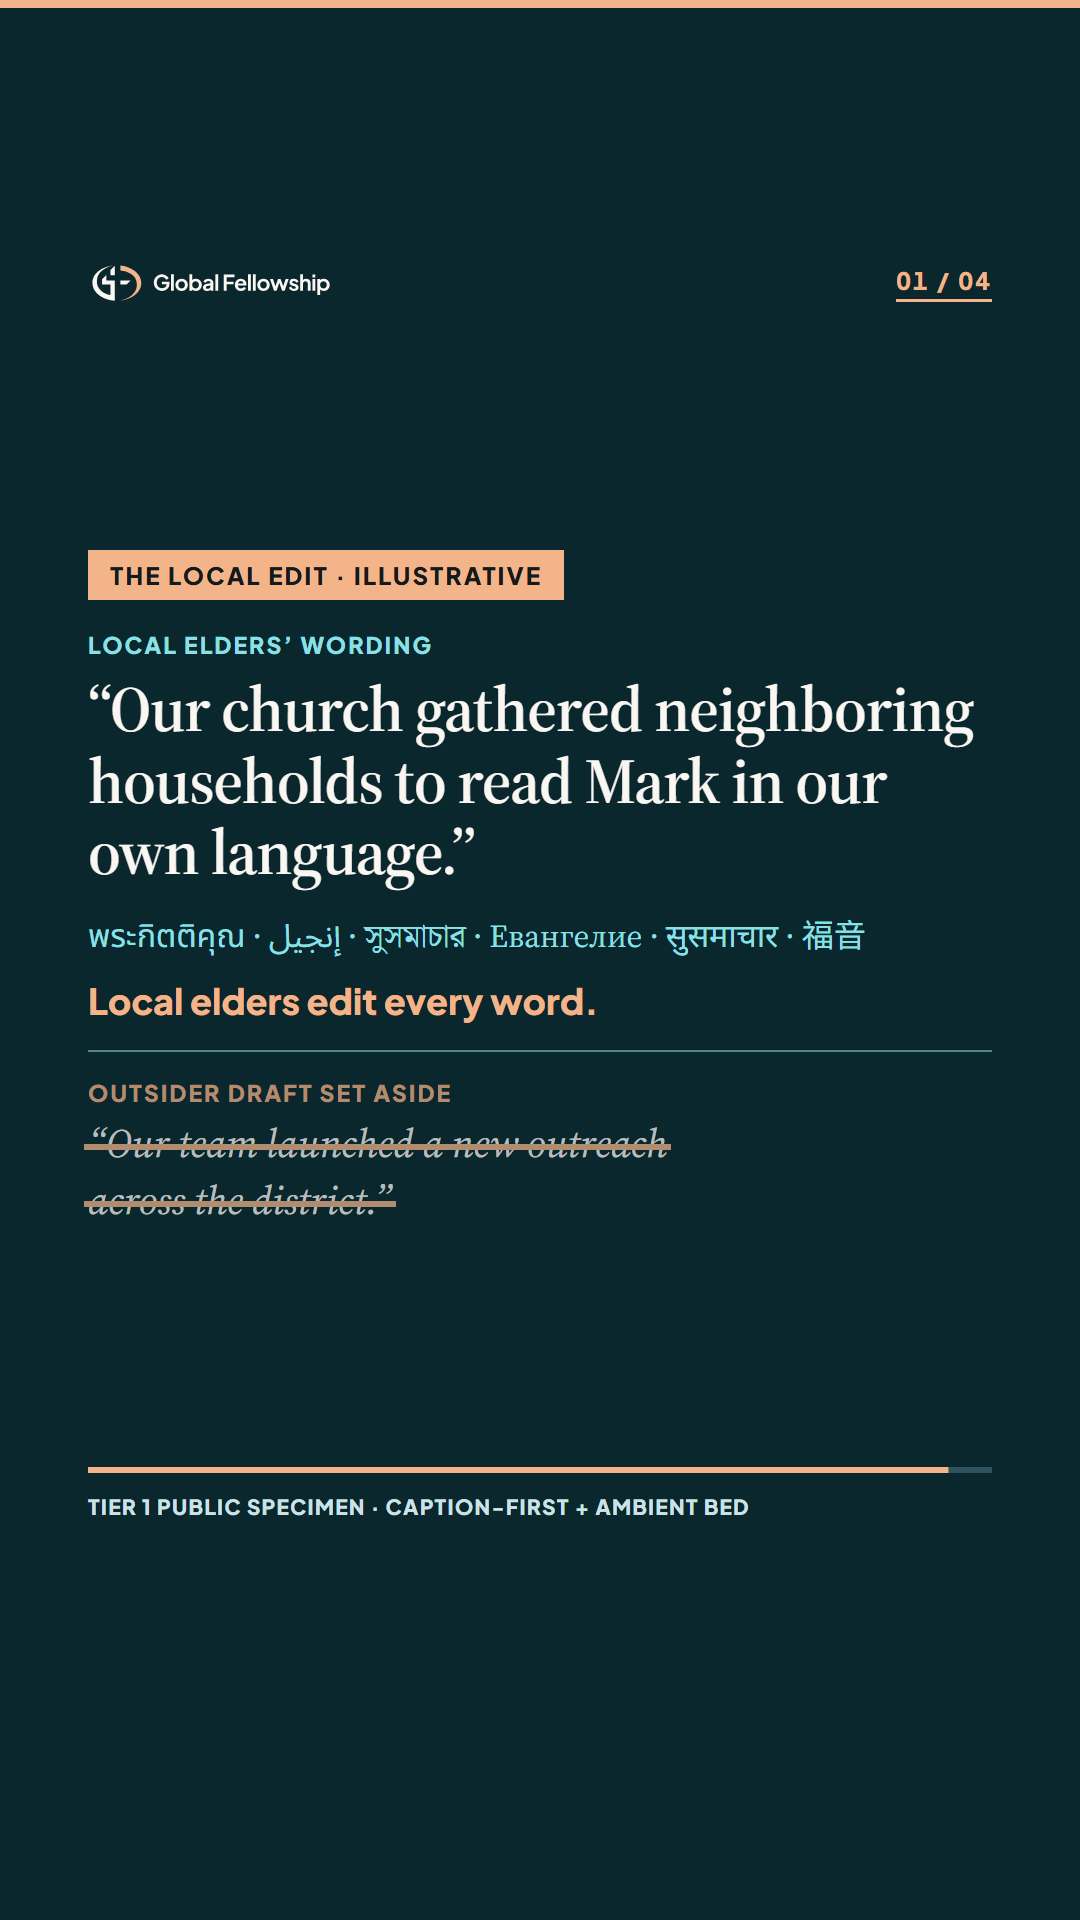 Global Fellowship
01 / 04
THE LOCAL EDIT · ILLUSTRATIVE
LOCAL ELDERS’ WORDING
“Our church gathered neighboring
households to read Mark in our
own language.”
พระกิตติคุณ · إنجيل · সুসমাচার · Евангелие · सुसमाचार · 福音
Local elders edit every word.
OUTSIDER DRAFT SET ASIDE
“Our team launched a new outreach
across the district.”
TIER 1 PUBLIC SPECIMEN · CAPTION-FIRST + AMBIENT BED